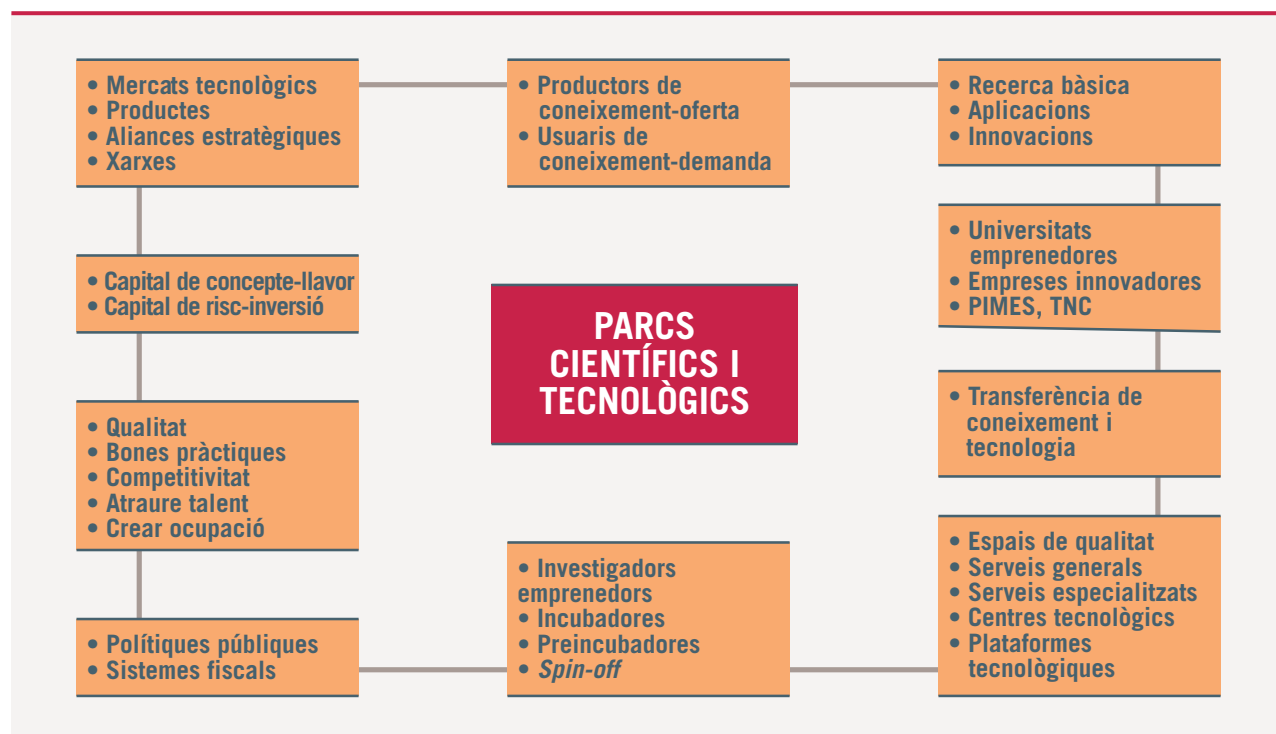 • Mercats tecnològics
• Productes
• Aliances estratègiques
• Xarxes
• Productors de
coneixement-oferta
• Usuaris de
coneixement-demanda
• Recerca bàsica
• Aplicacions
• Innovacions
• Universitats
emprenedores
• Empreses innovadores
• PIMES, TNC
• Capital de concepte-llavor
• Capital de risc-inversió
PARCS
CIENTÍFICS I
TECNOLÒGICS
• Transferència de
coneixement i
tecnologia
• Qualitat
• Bones pràctiques
• Competitivitat
• Atraure talent
• Crear ocupació
• Espais de qualitat
• Serveis generals
• Serveis especialitzats
• Centres tecnològics
• Plataformes
tecnològiques
• Investigadors
emprenedors
• Incubadores
• Preincubadores
• Spin-off
• Polítiques públiques
• Sistemes fiscals